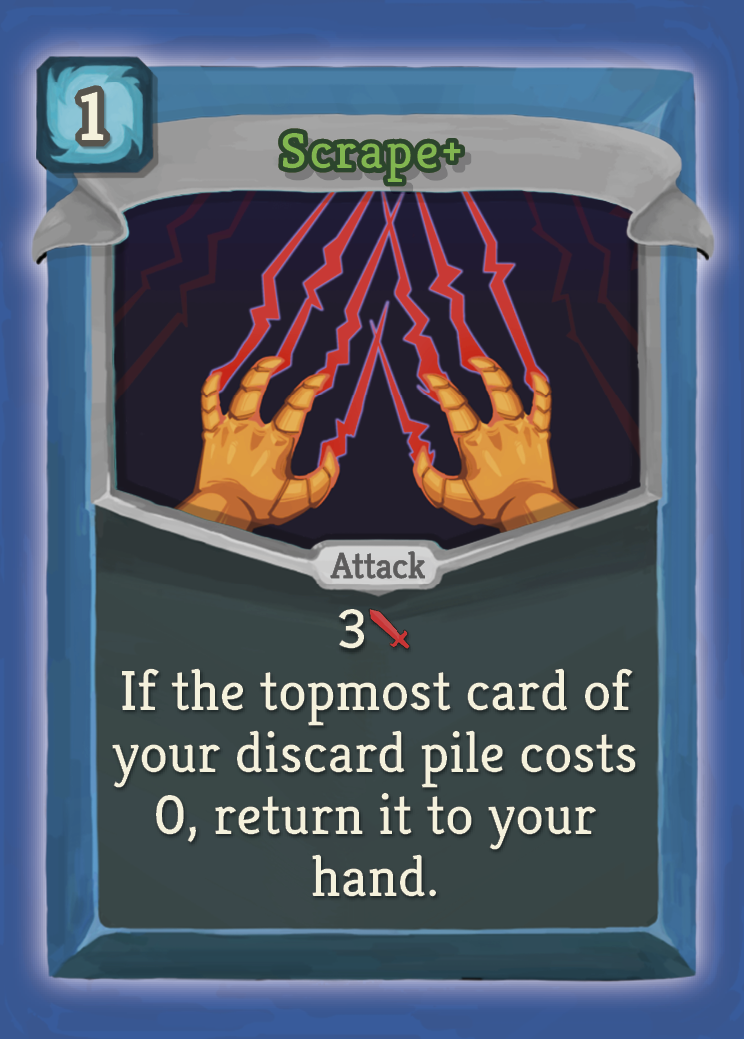 1
Scrape+
Attack
3
If the topmost card of
your discard pile costs
0, return it to your
hand.